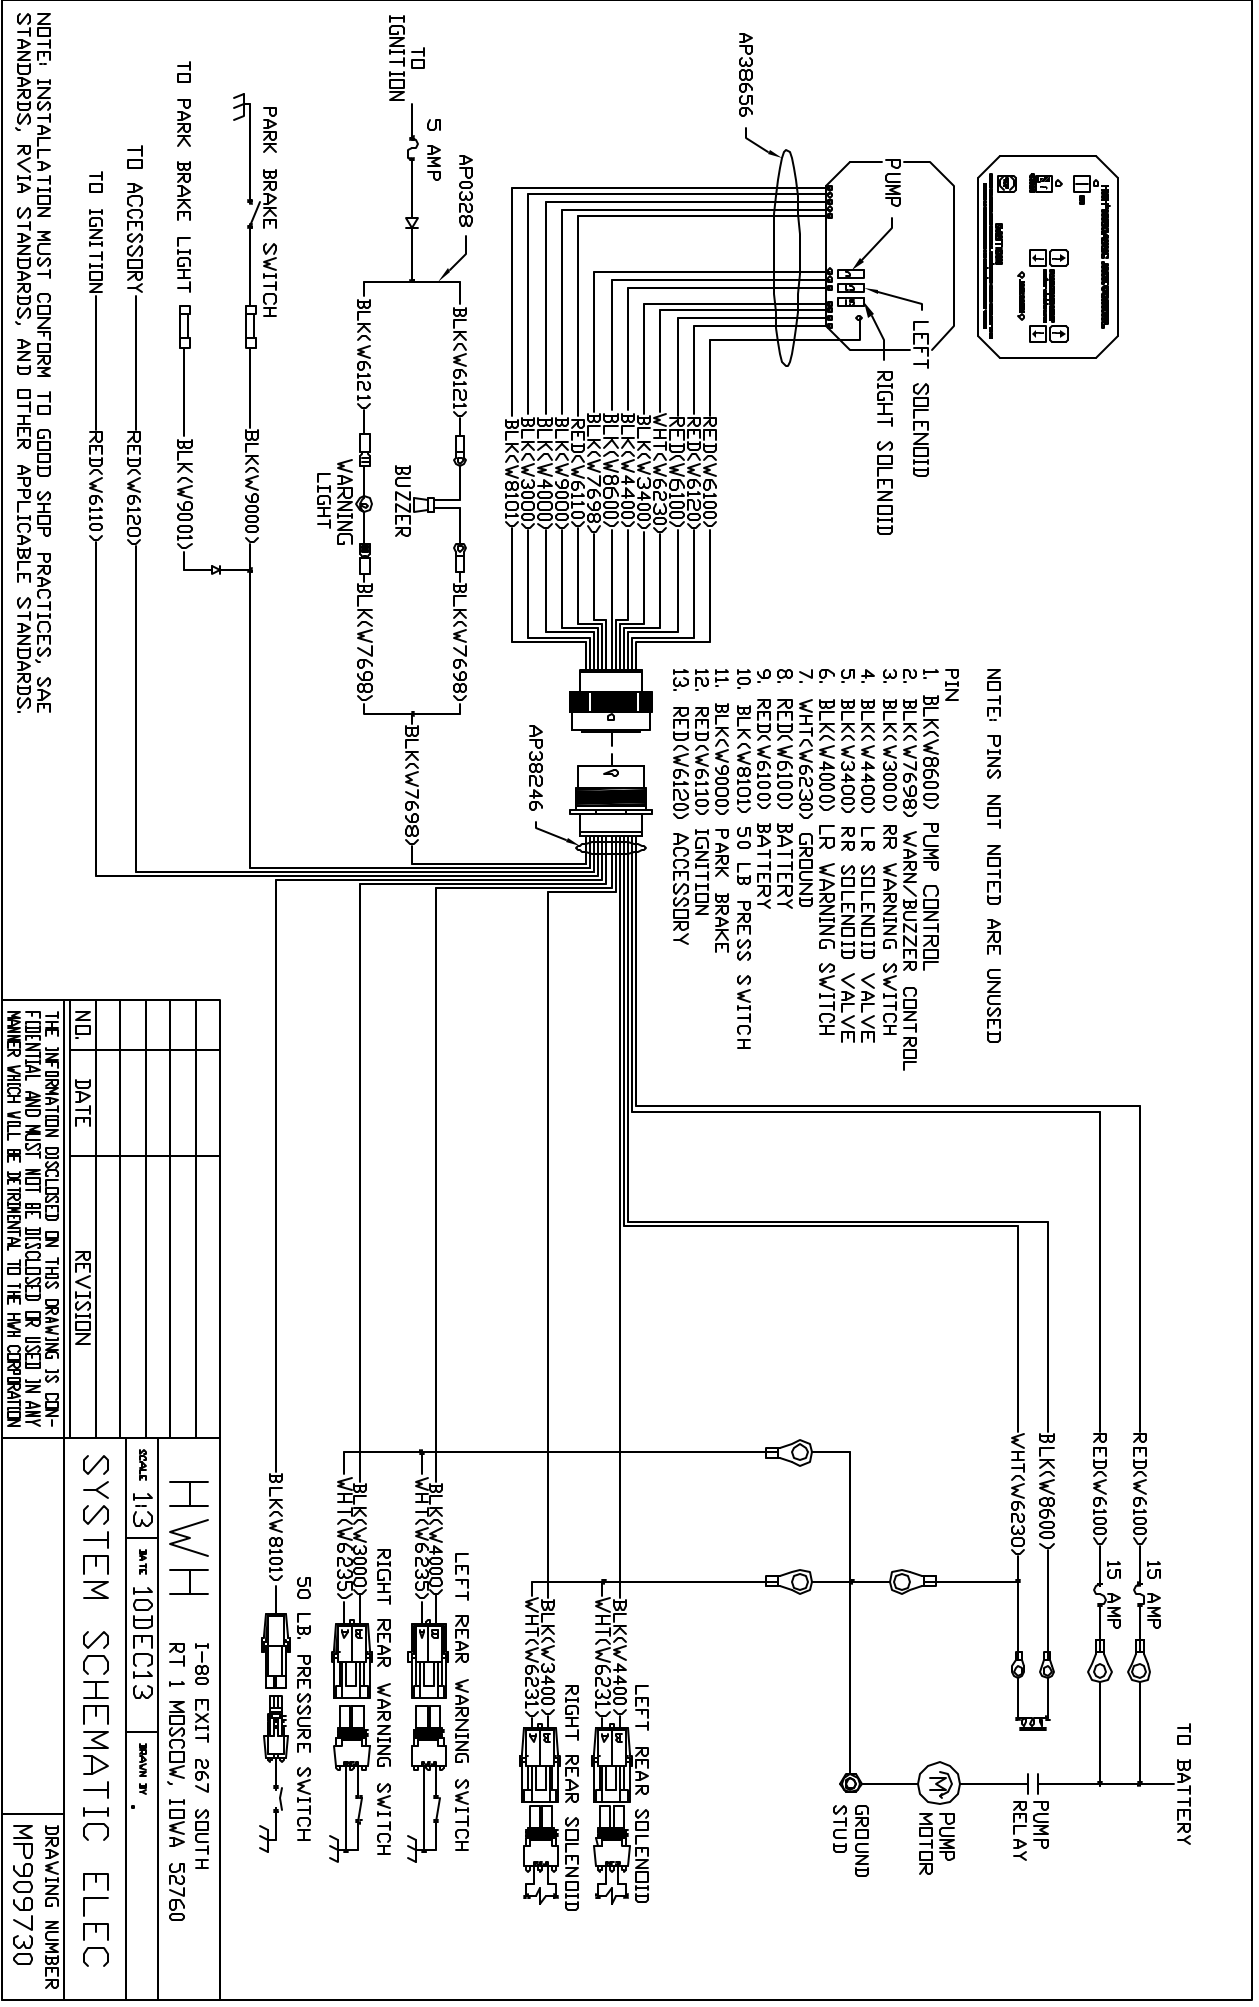 AP38656
PUMP
LEFT SOLENOID
RIGHT SOLENOID
CAUTION
RED(W6100)
RED(W6120)
RED(W6100)
WHT(W6230)
BLK(W3400)
BLK(W4400)
BLK(W8600)
BLK(W7698)
RED(W6110)
BLK(W9000)
BLK(W4000)
BLK(W3000)
BLK(W8101)
NOTE: PINS NOT NOTED ARE UNUSED
PIN
1. BLK(W8600) PUMP CONTROL
2. BLK(W7698) WARN/BUZZER CONTROL
3. BLK(W3000) RR WARNING SWITCH
4. BLK(W4400) LR SOLENOID VALVE
5. BLK(W3400) RR SOLENOID VALVE
6. BLK(W4000) LR WARNING SWITCH
7. WHT(W6230) GROUND
8. RED(W6100) BATTERY
9. RED(W6100) BATTERY
10. BLK(W8101) 50 LB PRESS SWITCH
11. BLK(W9000) PARK BRAKE
12. RED(W6110) IGNITION
13. RED(W6120) ACCESSORY
AP38246
TO BATTERY
RED(W6100)
15 AMP
RED(W6100)
15 AMP
BLK(W8600)
WHT(W6230)
PUMP
RELAY
PUMP
MOTOR
M
GROUND
STUD
LEFT REAR SOLENOID
BLK(W4400)
WHT(W6231)
B
A
RIGHT REAR SOLENOID
BLK(W3400)
WHT(W6231)
B
A
LEFT REAR WARNING SWITCH
BLK(W4000)
WHT(W6235)
B
A
RIGHT REAR WARNING SWITCH
BLK(W3000)
WHT(W6235)
B
A
50 LB. PRESSURE SWITCH
BLK(W8101)
TO
IGNITION
5 AMP
AP0328
BLK(W6121)
BUZZER
BLK(W7698)
BLK(W6121)
WARNING
LIGHT
BLK(W7698)
BLK(W7698)
PARK BRAKE SWITCH
BLK(W9000)
TO PARK BRAKE LIGHT
BLK(W9001)
TO ACCESSORY
RED(W6120)
TO IGNITION
RED(W6110)
NOTE: INSTALLATION MUST CONFORM TO GOOD SHOP PRACTICES, SAE
STANDARDS, RVIA STANDARDS, AND OTHER APPLICABLE STANDARDS.
NO. DATE REVISION
THE INFORMATION DISCLOSED ON THIS DRAWING IS CON-
FIDENTIAL AND MUST NOT BE DISCLOSED OR USED IN ANY
MANNER WHICH WILL BE DETRIMENTAL TO THE HWH CORPORATION
HWH
I-80 EXIT 267 SOUTH
RT 1 MOSCOW, IOWA 52760
SCALE 1:3 DATE 10DEC13 DRAWN BY .
SYSTEM SCHEMATIC ELEC
DRAWING NUMBER
MP909730